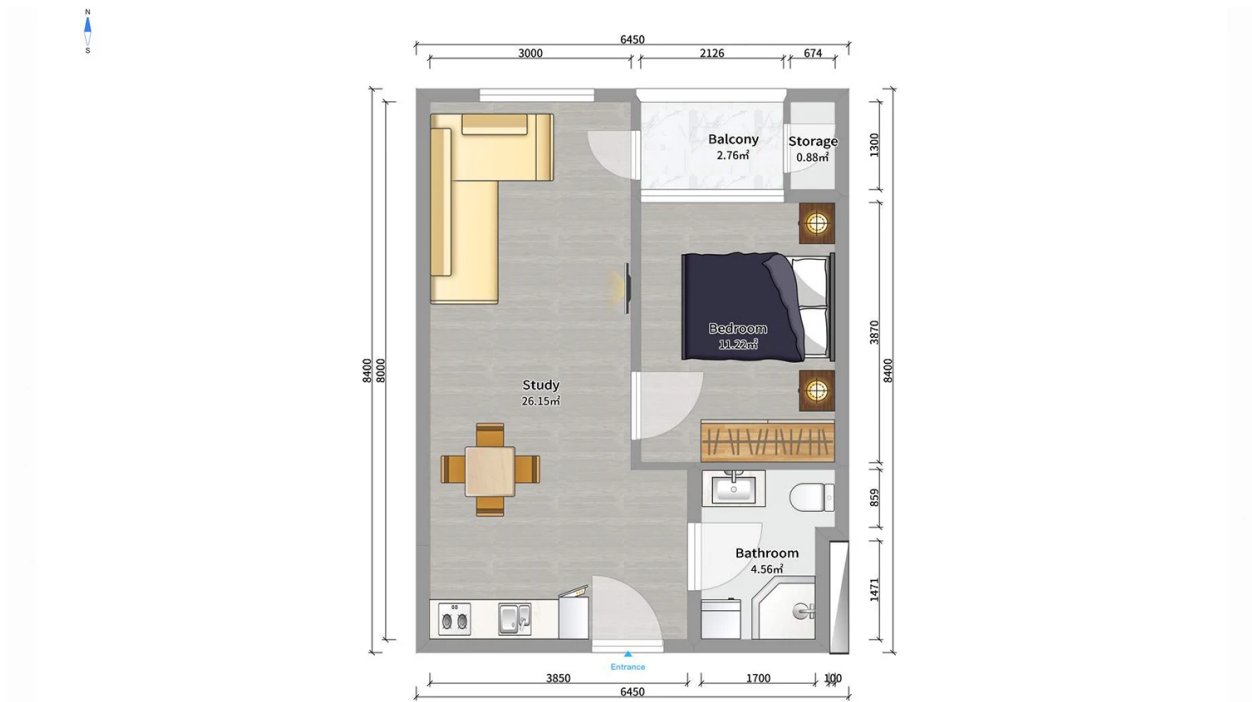 N
S
6450
3000
2126
674
Balcony
2.76㎡
Storage
0.88㎡
1300
Bedroom
11.22㎡
3870
8400
8000
8400
Study
26.15㎡
859
Bathroom
4.56㎡
1471
Entrance
3850
1700
100
6450